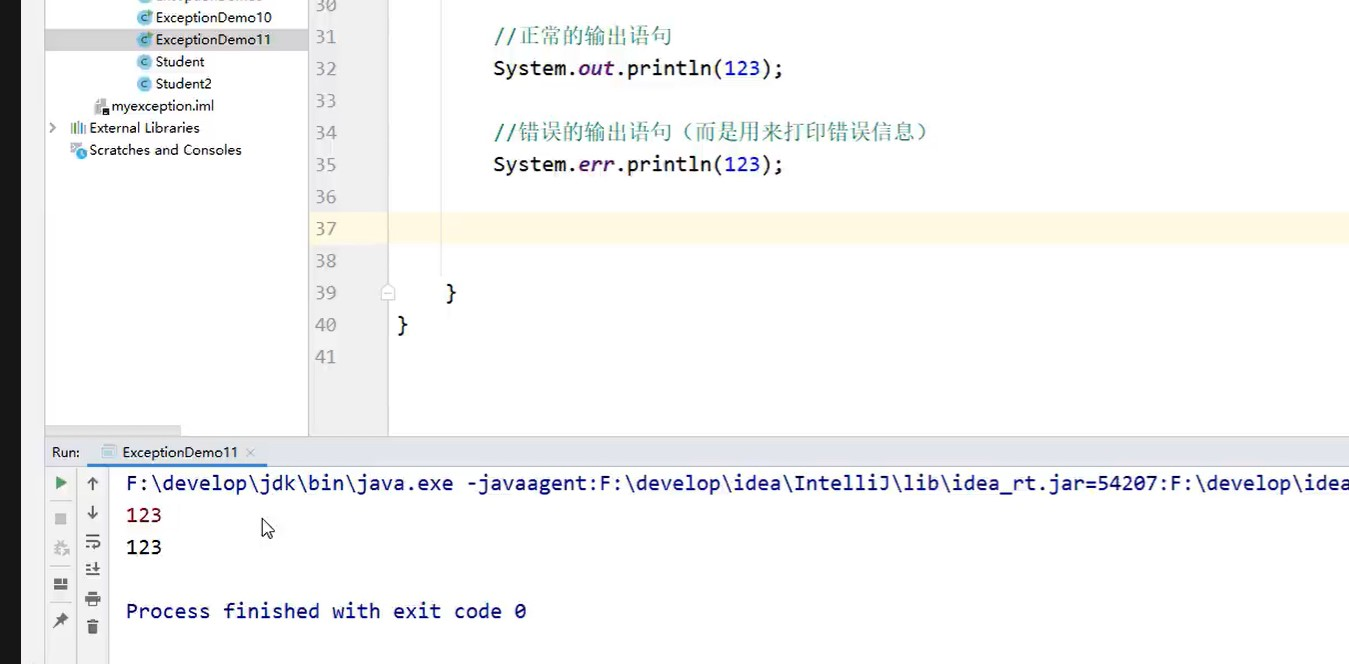 ExceptionDemo10
ExceptionDemo11
Student
Student2
myexception.iml
External Libraries
Scratches and Consoles
30
31 //正常的输出语句
32 System.out.println(123);
33
34 //错误的输出语句（而是用来打印错误信息）
35 System.err.println(123);
36
37
38
39 }
40 }
41
Run: ExceptionDemo11
F:\develop\jdk\bin\java.exe -javaagent:F:\develop\idea\IntelliJ\lib\idea_rt.jar=54207:F:\develop\idea
123
123
Process finished with exit code 0